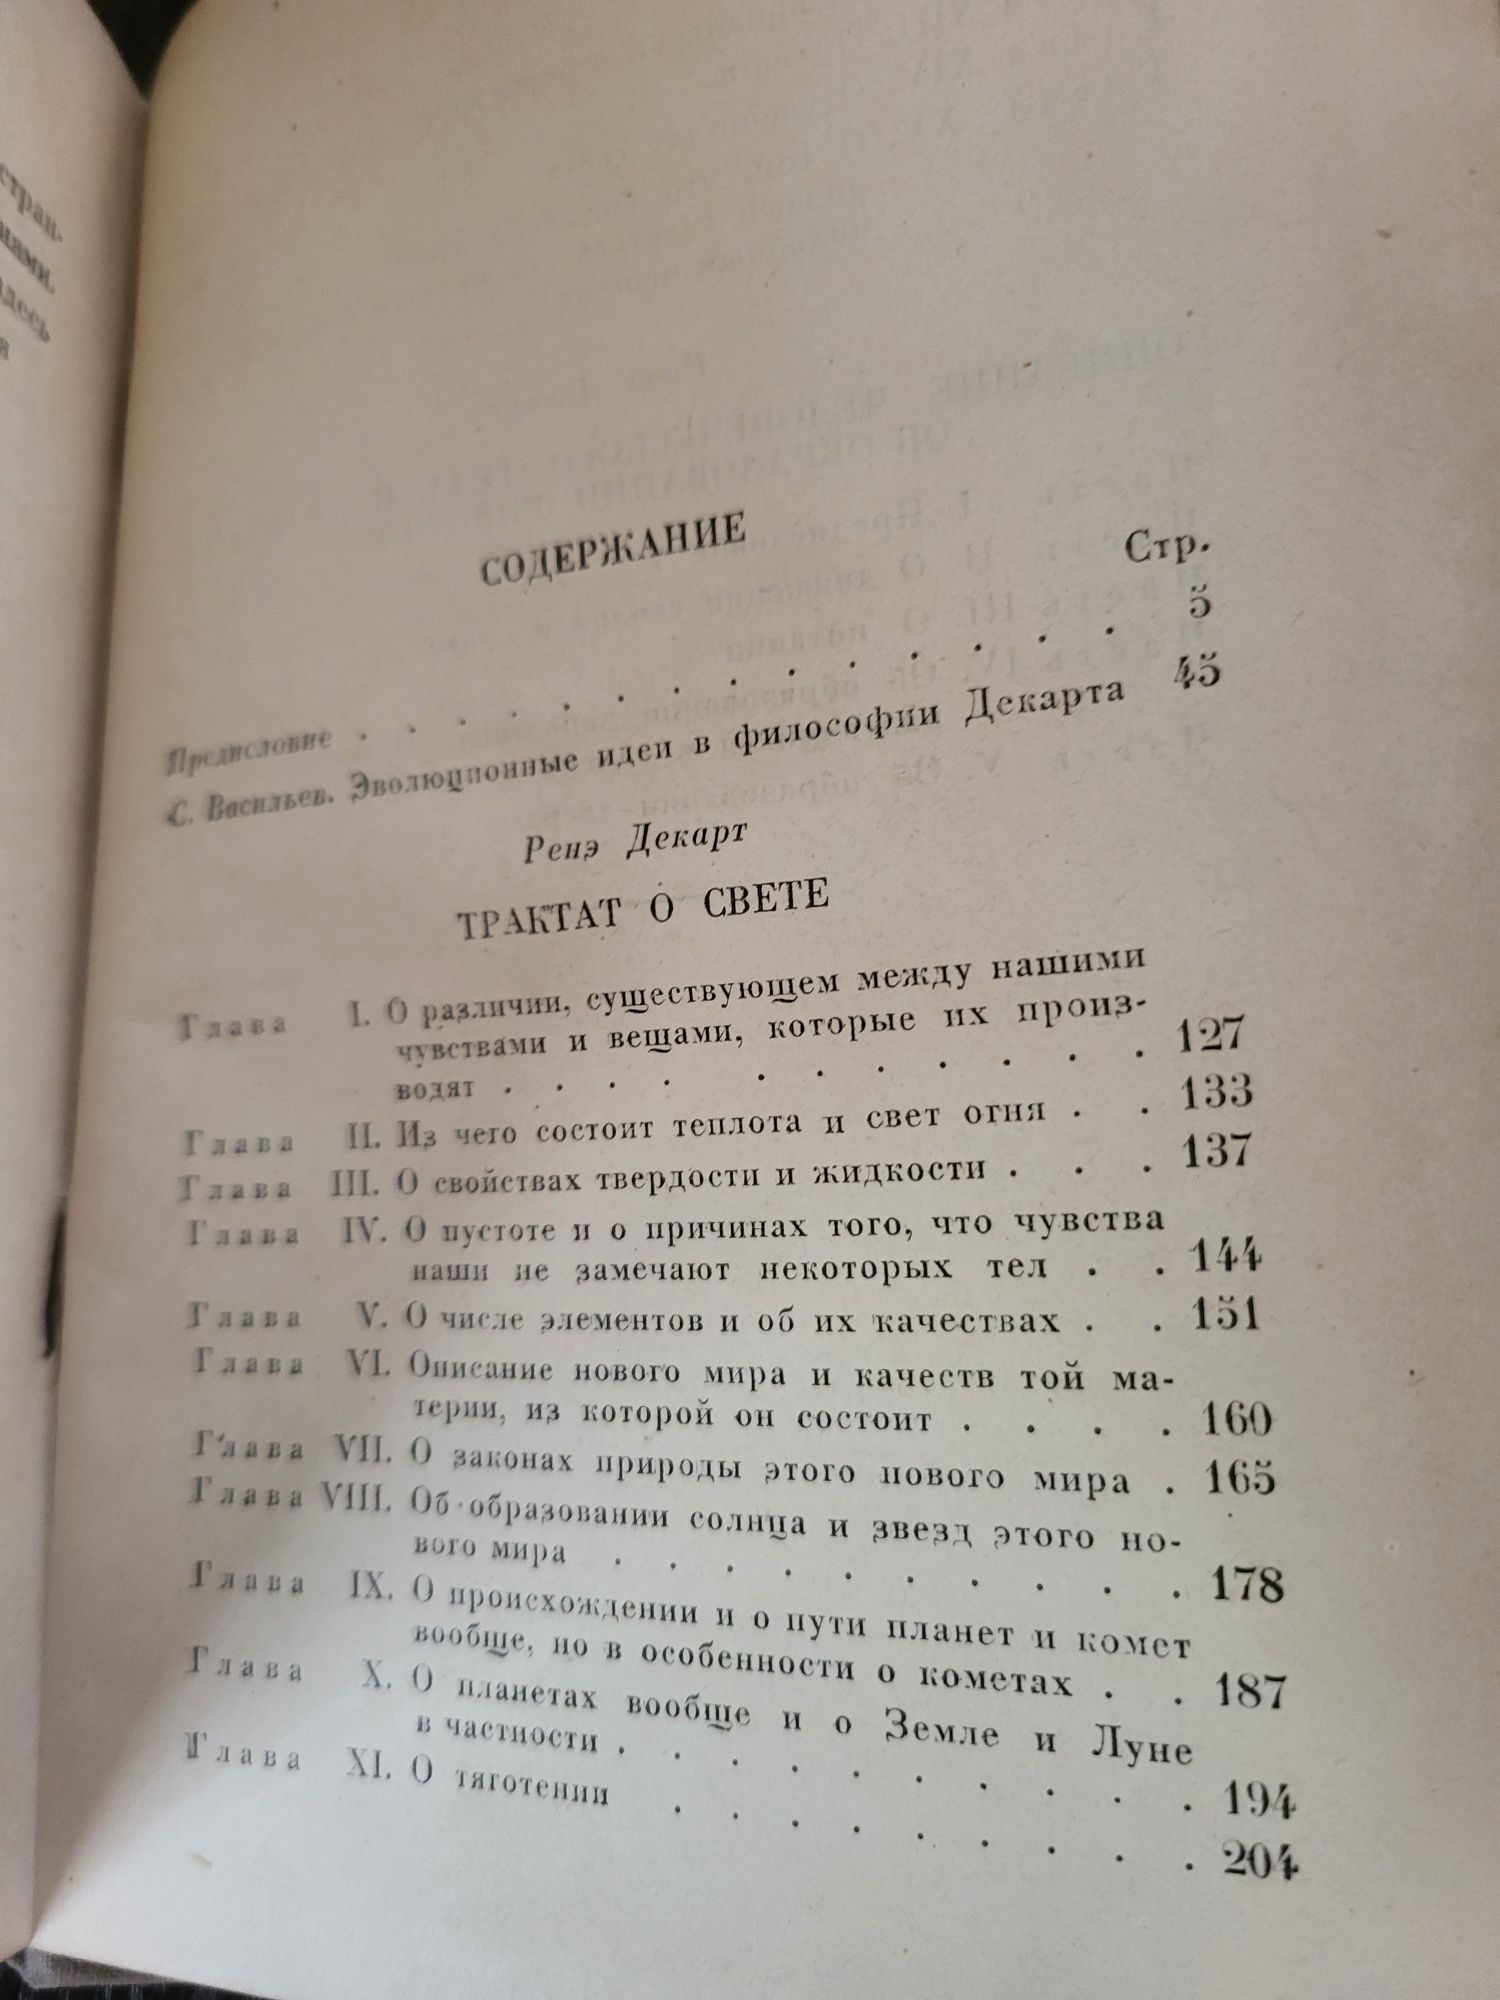 стран-
ниями.
здесь
я
СОДЕРЖАНИЕ
Стр.
Предисловие . . . . . . . . . . . . . 5
С. Васильев. Эволюционные идеи в философии Декарта 45
Ренэ Декарт
ТРАКТАТ О СВЕТЕ
Глава I. О различии, существующем между нашими
чувствами и вещами, которые их произ-
водят . . . . . . . . . . . 127
Глава II. Из чего состоит теплота и свет огня . . 133
Глава III. О свойствах твердости и жидкости . . . 137
Глава IV. О пустоте и о причинах того, что чувства
наши не замечают некоторых тел . . 144
Глава V. О числе элементов и об их качествах . . 151
Глава VI. Описание нового мира и качеств той ма-
терии, из которой он состоит . . . . 160
Глава VII. О законах природы этого нового мира . 165
Глава VIII. Об образовании солнца и звезд этого но-
вого мира . . . . . . . . . . 178
Глава IX. О происхождении и о пути планет и комет
вообще, но в особенности о кометах . . 187
Глава X. О планетах вообще и о Земле и Луне
в частности . . . . . . . . . . 194
Глава XI. О тяготении . . . . . . . . . 204